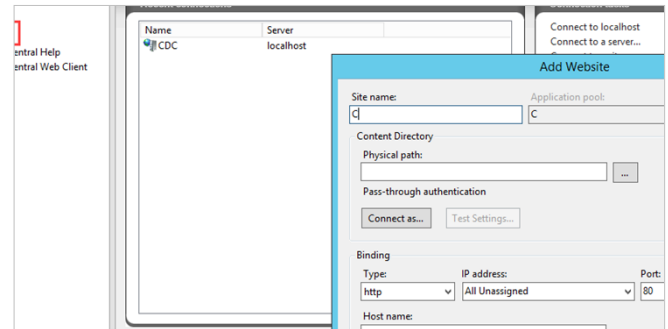 Name Server
CDC localhost
entral Help
entral Web Client
Connect to localhost
Connect to a server...
Add Website
Site name: Application pool:
C C
Content Directory
Physical path:
...
Pass-through authentication
Connect as... Test Settings...
Binding
Type: IP address: Port:
http All Unassigned 80
Host name: